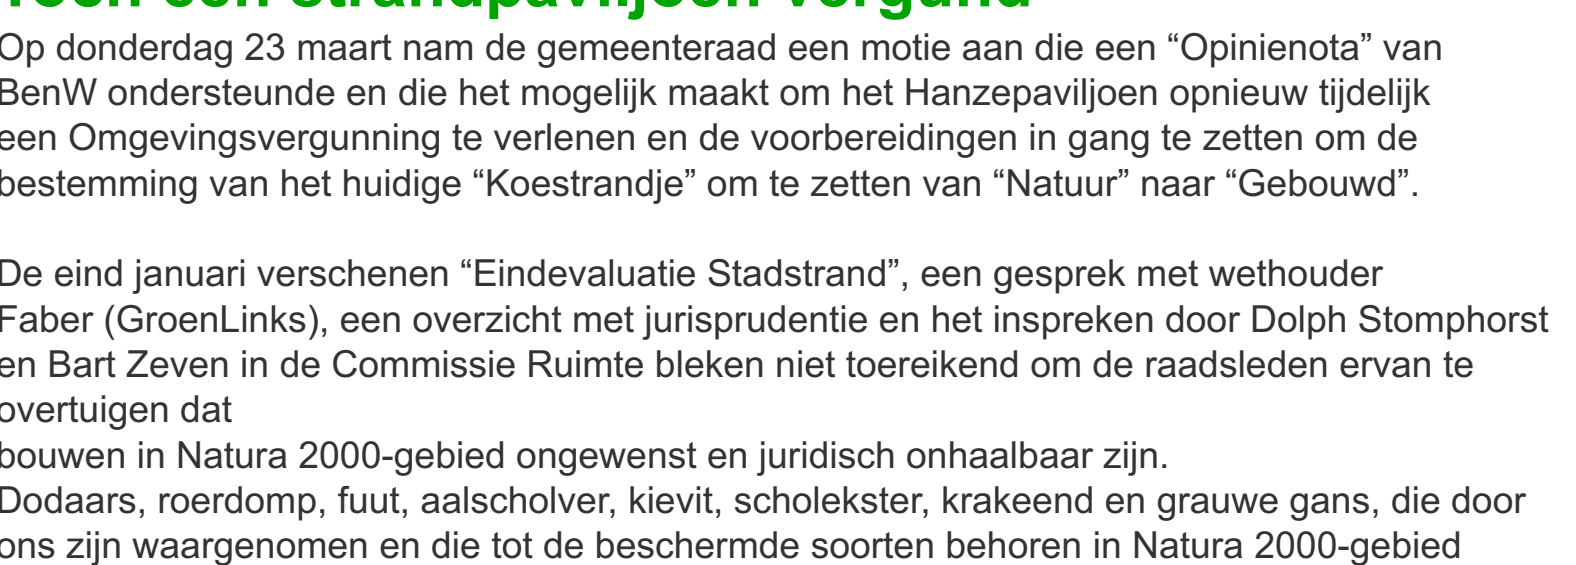 Toch een strandpaviljoen vergund
Op donderdag 23 maart nam de gemeenteraad een motie aan die een “Opinienota” van
BenW ondersteunde en die het mogelijk maakt om het Hanzepaviljoen opnieuw tijdelijk
een Omgevingsvergunning te verlenen en de voorbereidingen in gang te zetten om de
bestemming van het huidige “Koestrandje” om te zetten van “Natuur” naar “Gebouwd”.
De eind januari verschenen “Eindevaluatie Stadstrand”, een gesprek met wethouder
Faber (GroenLinks), een overzicht met jurisprudentie en het inspreken door Dolph Stomphorst
en Bart Zeven in de Commissie Ruimte bleken niet toereikend om de raadsleden ervan te
overtuigen dat
bouwen in Natura 2000-gebied ongewenst en juridisch onhaalbaar zijn.
Dodaars, roerdomp, fuut, aalscholver, kievit, scholekster, krakeend en grauwe gans, die door
ons zijn waargenomen en die tot de beschermde soorten behoren in Natura 2000-gebied